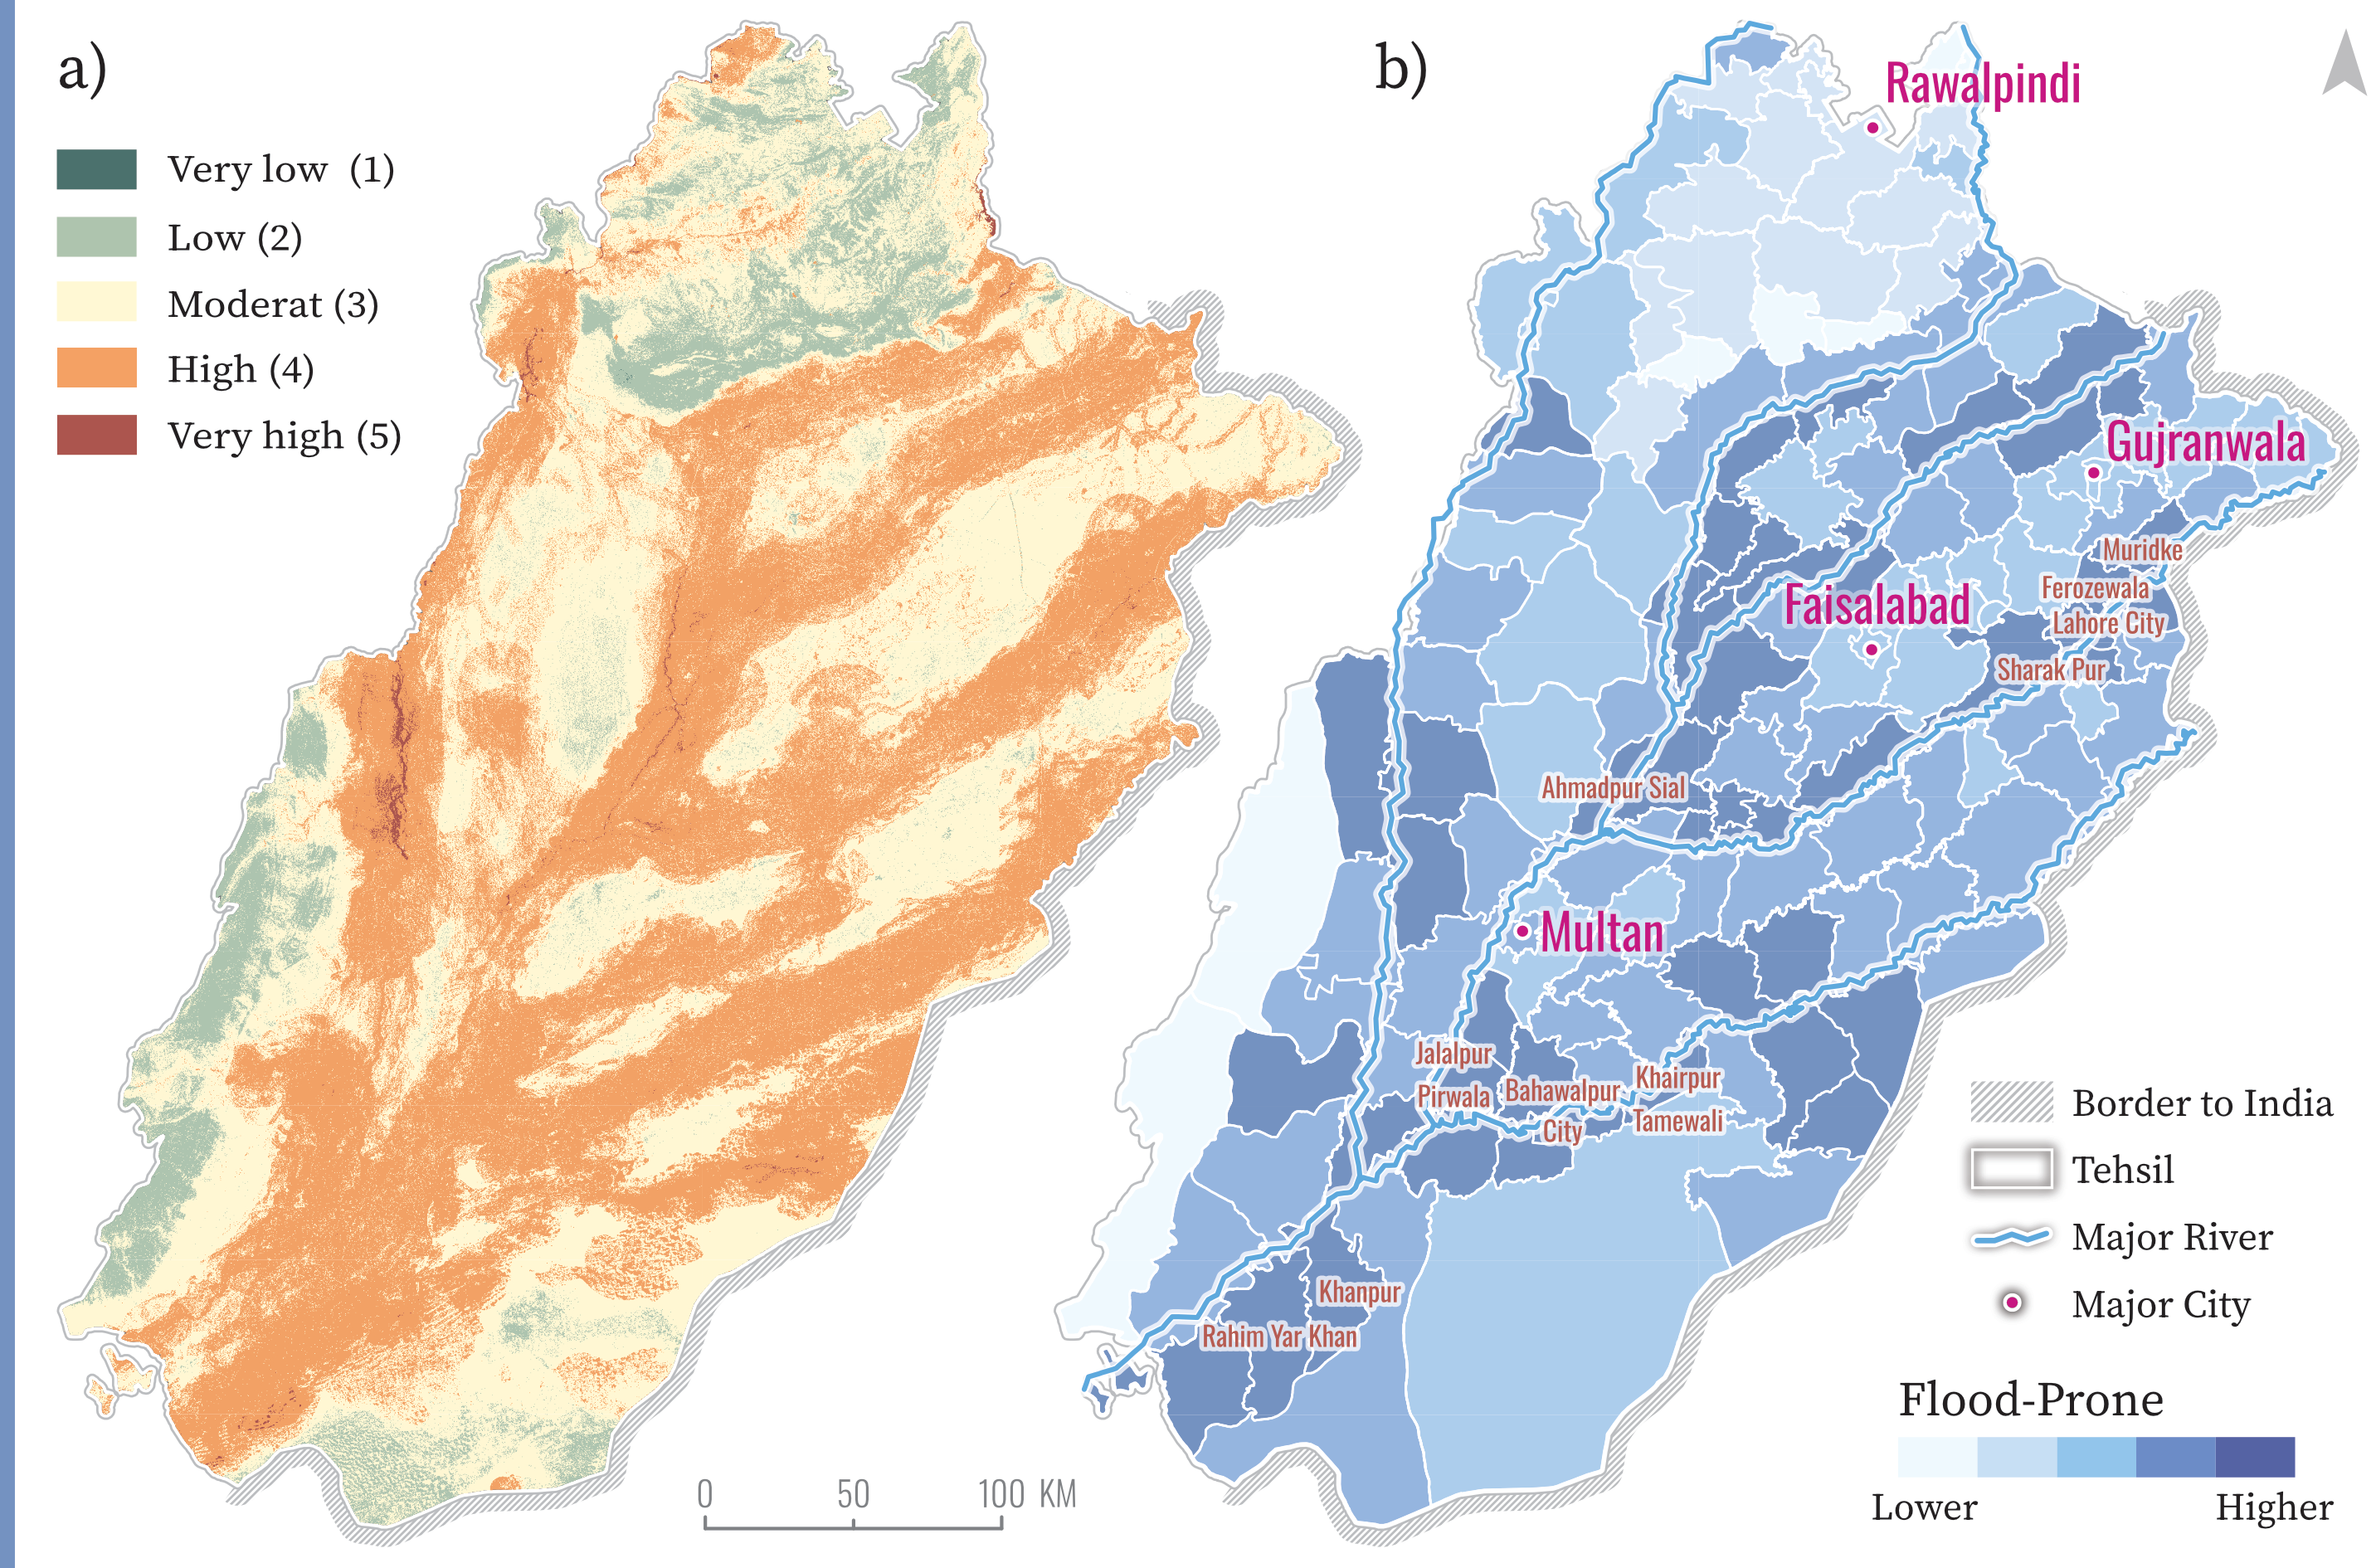 a)
Very low (1)
Low (2)
Moderat (3)
High (4)
Very high (5)
0 50 100 KM
b)
Rawalpindi
Gujranwala
Muridke
Ferozewala
Faisalabad
Lahore City
Sharak Pur
Ahmadpur Sial
Multan
Jalalpur
Pirwala
Bahawalpur
City
Khairpur
Tamewali
Khanpur
Rahim Yar Khan
Border to India
Tehsil
Major River
Major City
Flood-Prone
Lower Higher